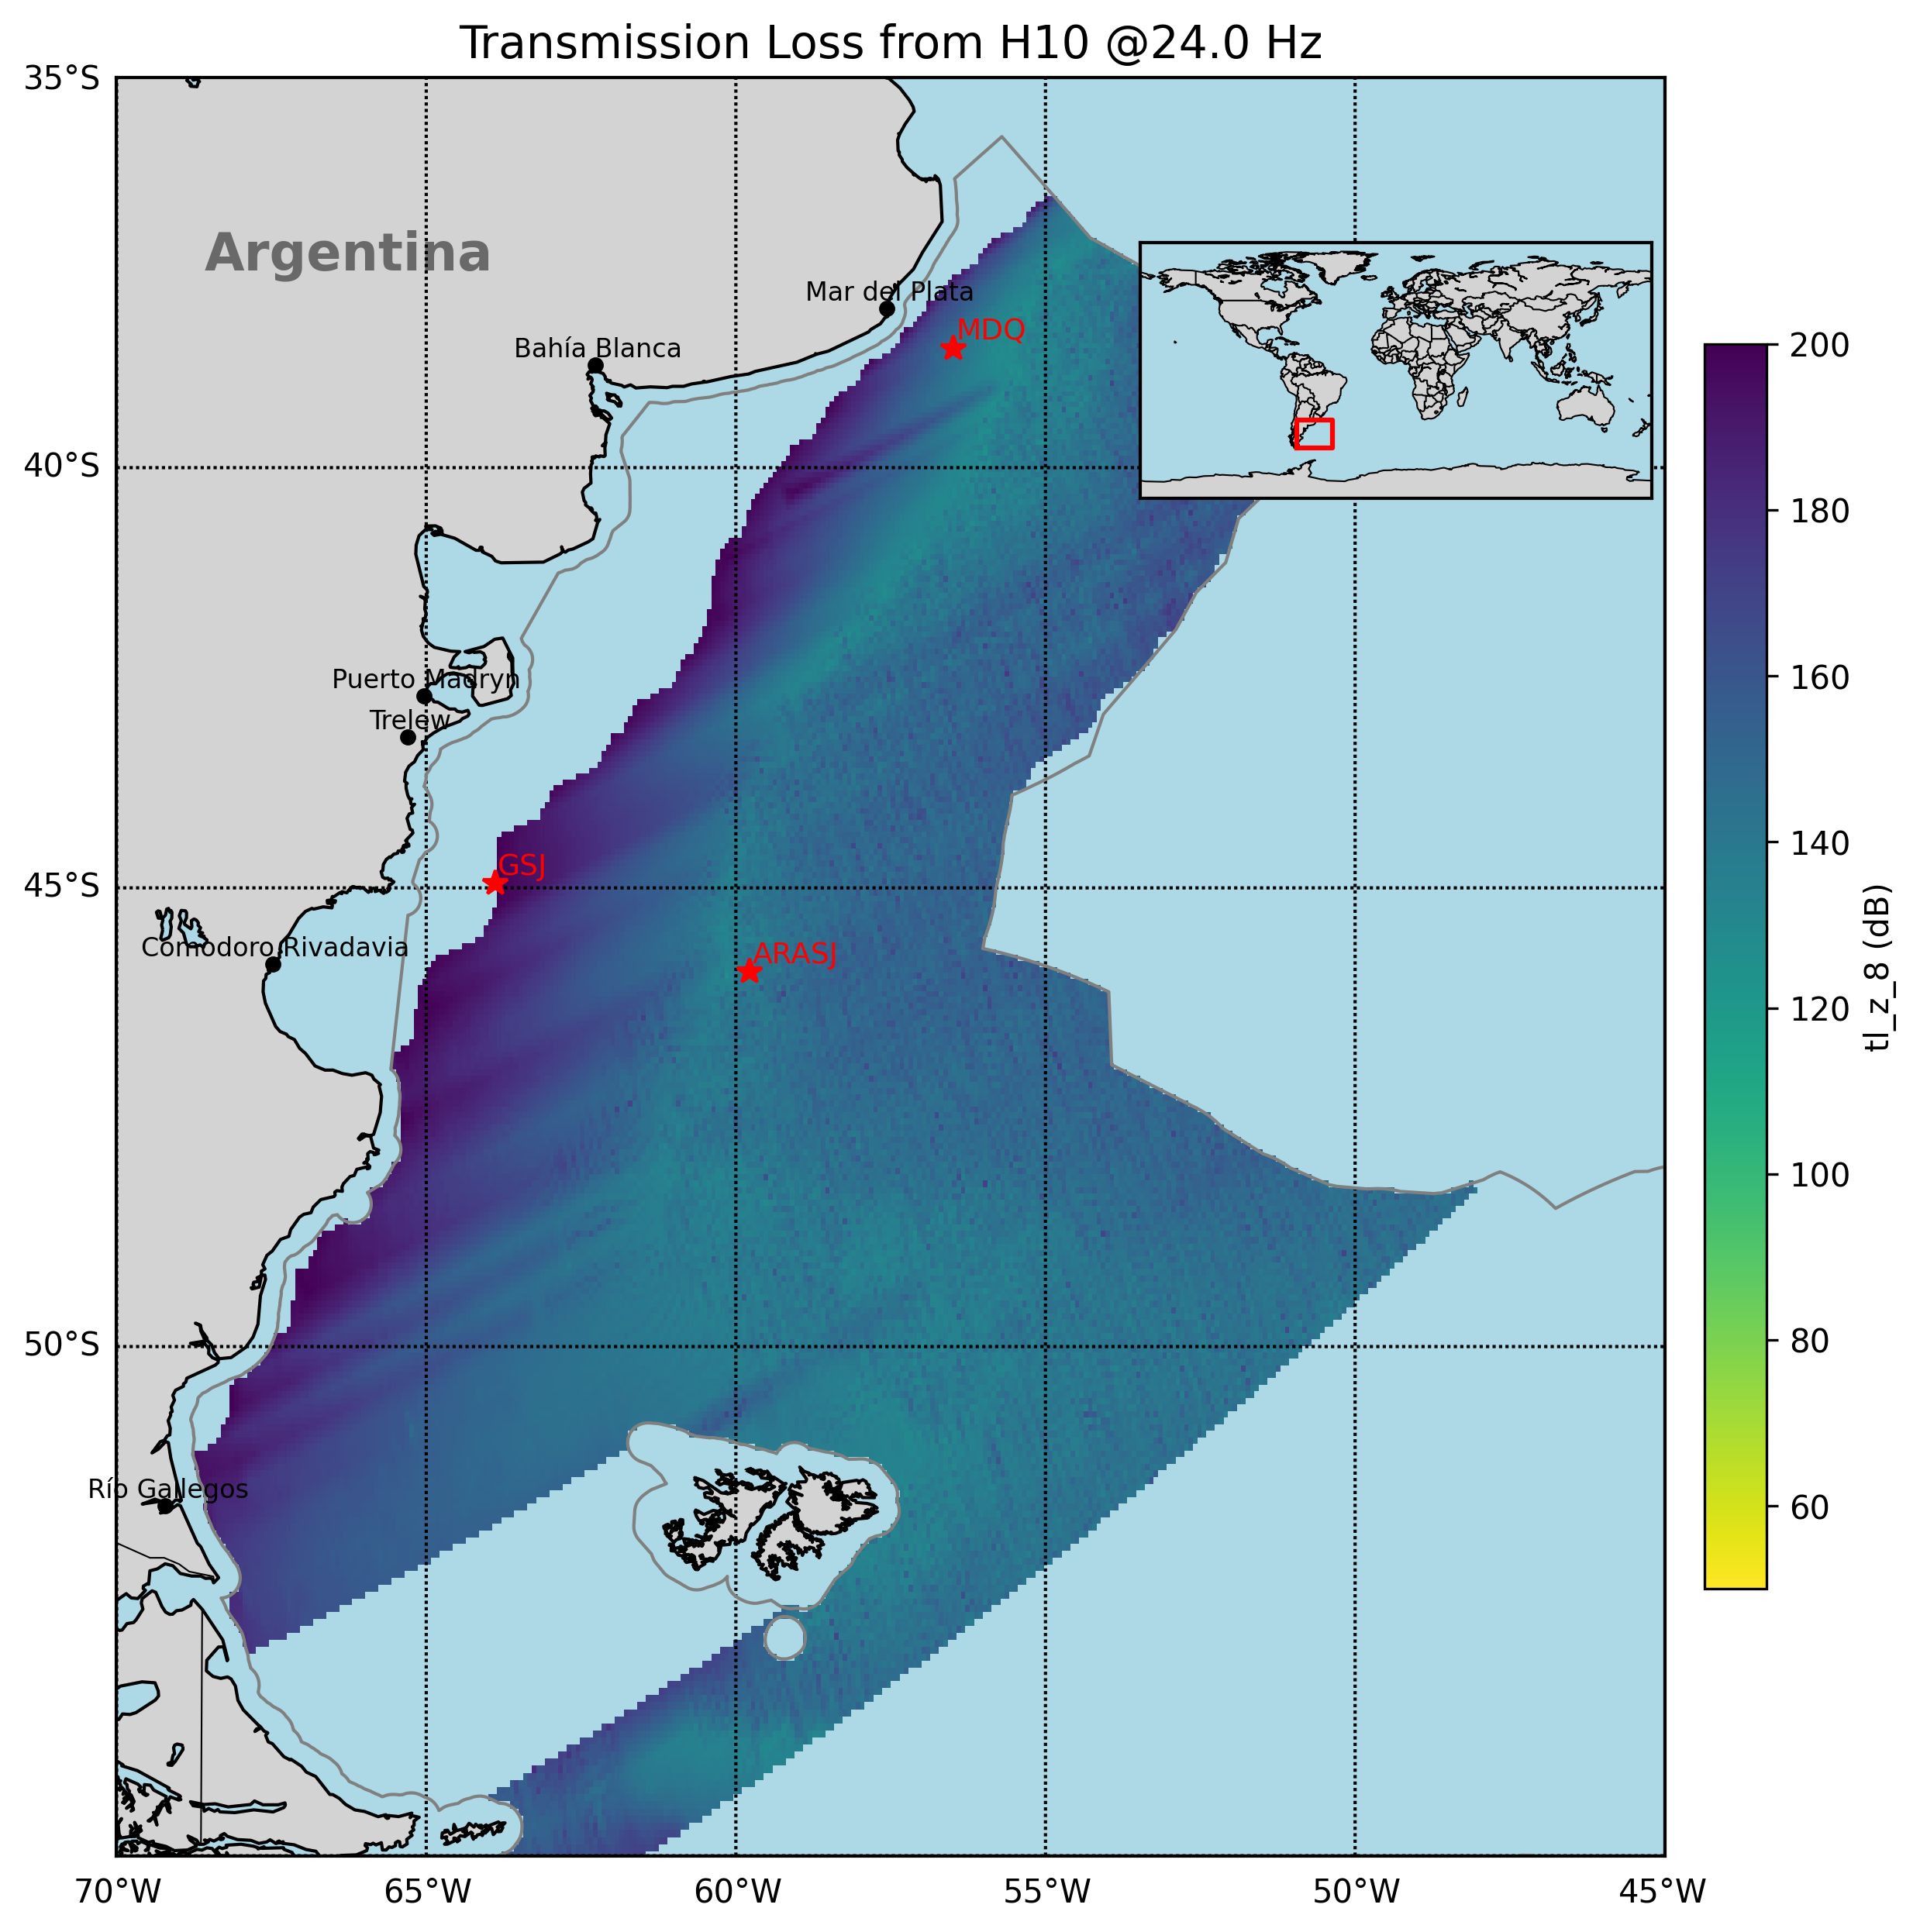 Transmission Loss from H10 @24.0 Hz
35°S
Argentina
Mar del Plata
MDQ
Bahía Blanca
200
180
40°S
160
Puerto Madryn
Trelew
140
GSJ
45°S
ARASJ
Comodoro Rivadavia
tl_z_8 (dB)
120
100
50°S
80
Río Gallegos
60
70°W 65°W 60°W 55°W 50°W 45°W